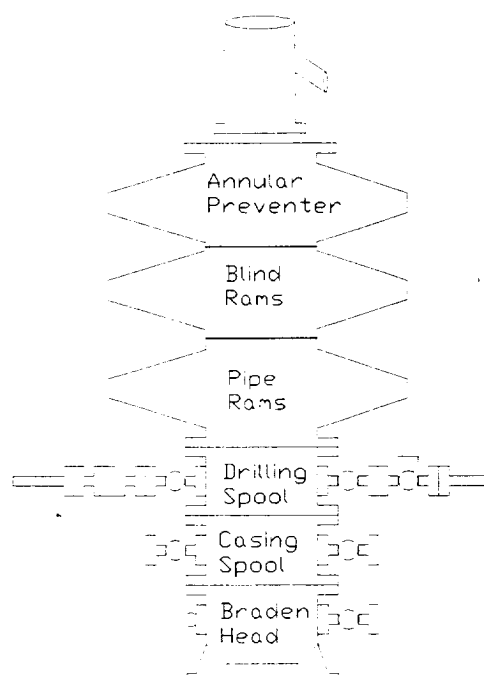 Annular
Preventer
Blind
Rams
Pipe
Rams
Drilling
Spool
Casing
Spool
Braden
Head